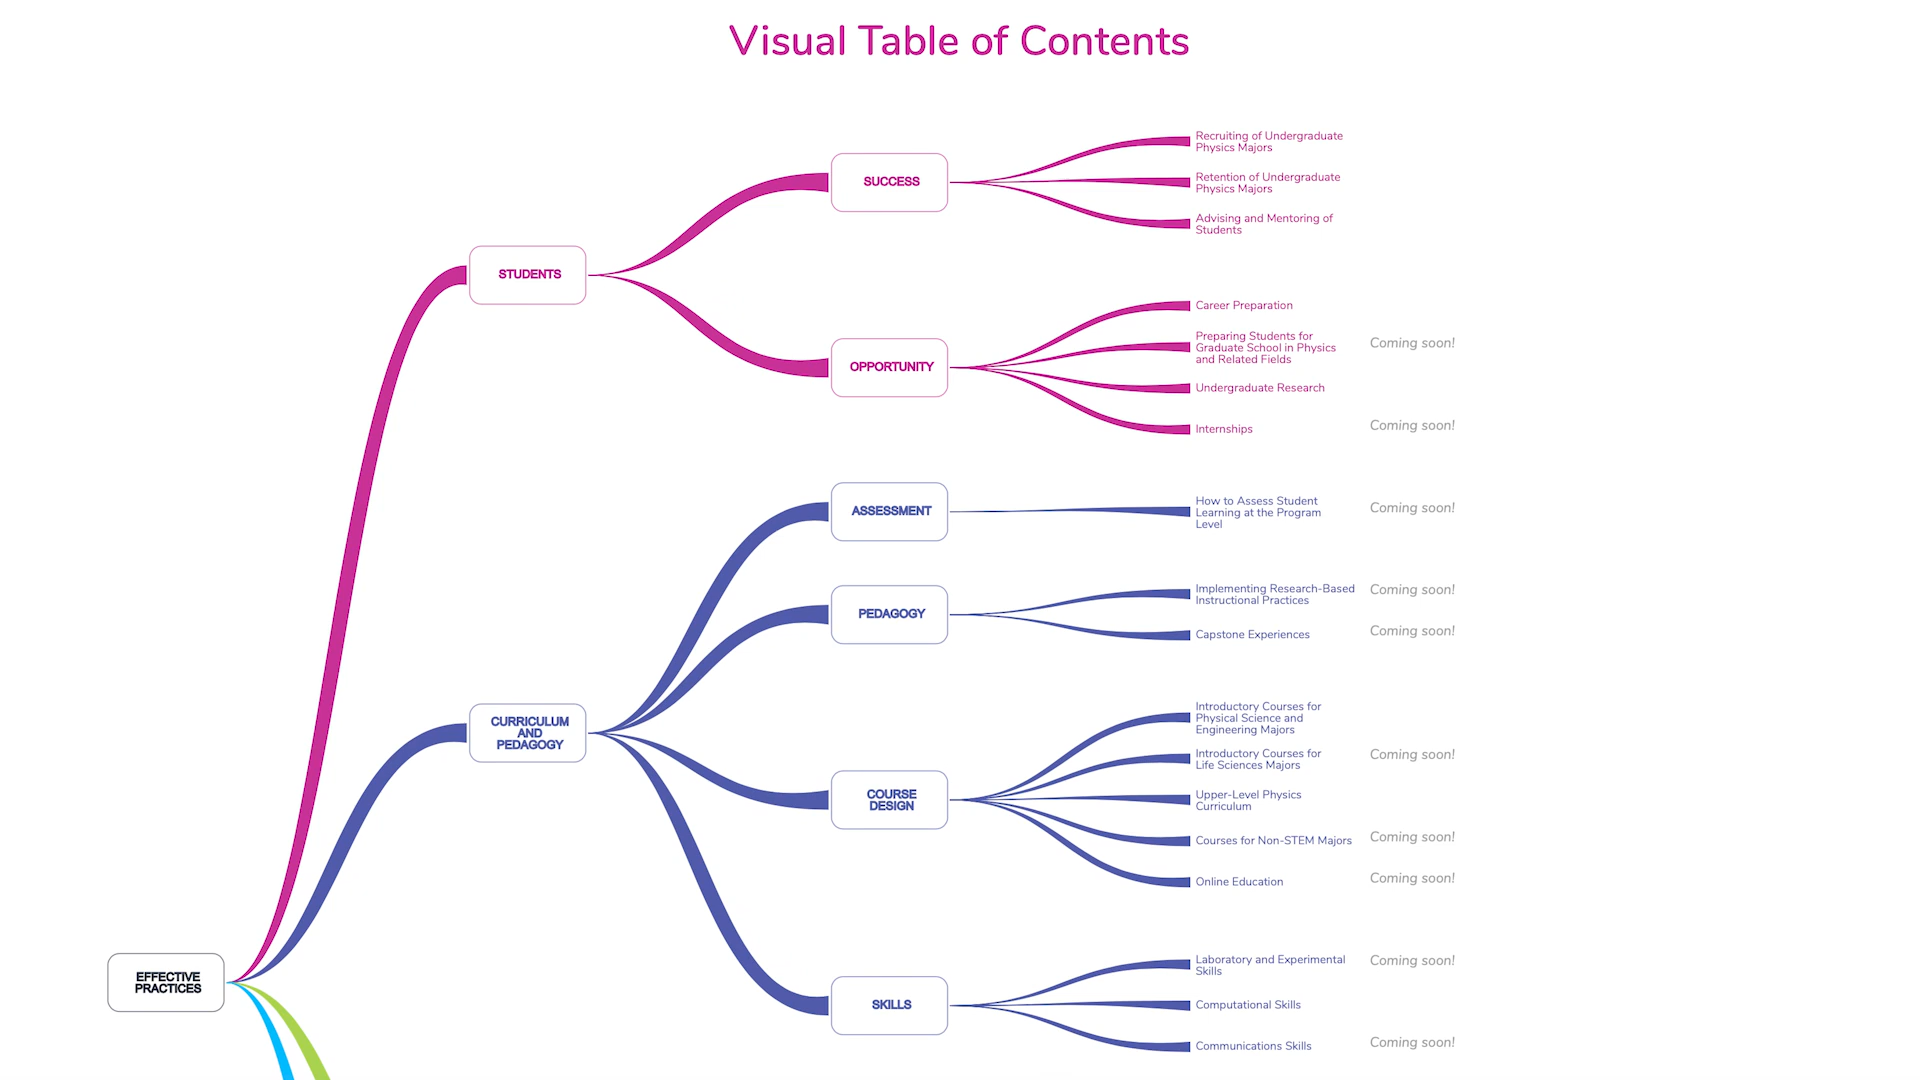 Visual Table of Contents
Recruiting of Undergraduate
Physics Majors
SUCCESS
Retention of Undergraduate
Physics Majors
Advising and Mentoring of
Students
STUDENTS
Career Preparation
Preparing Students for
Graduate School in Physics
and Related Fields
Coming soon!
OPPORTUNITY
Undergraduate Research
Internships
Coming soon!
ASSESSMENT
How to Assess Student
Learning at the Program
Level
Coming soon!
PEDAGOGY
Implementing Research-Based
Instructional Practices
Coming soon!
Capstone Experiences
Coming soon!
CURRICULUM
AND
PEDAGOGY
Introductory Courses for
Physical Science and
Engineering Majors
Introductory Courses for
Life Sciences Majors
Coming soon!
COURSE
DESIGN
Upper-Level Physics
Curriculum
Courses for Non-STEM Majors
Coming soon!
Online Education
Coming soon!
EFFECTIVE
PRACTICES
Laboratory and Experimental
Skills
Coming soon!
SKILLS
Computational Skills
Communications Skills
Coming soon!